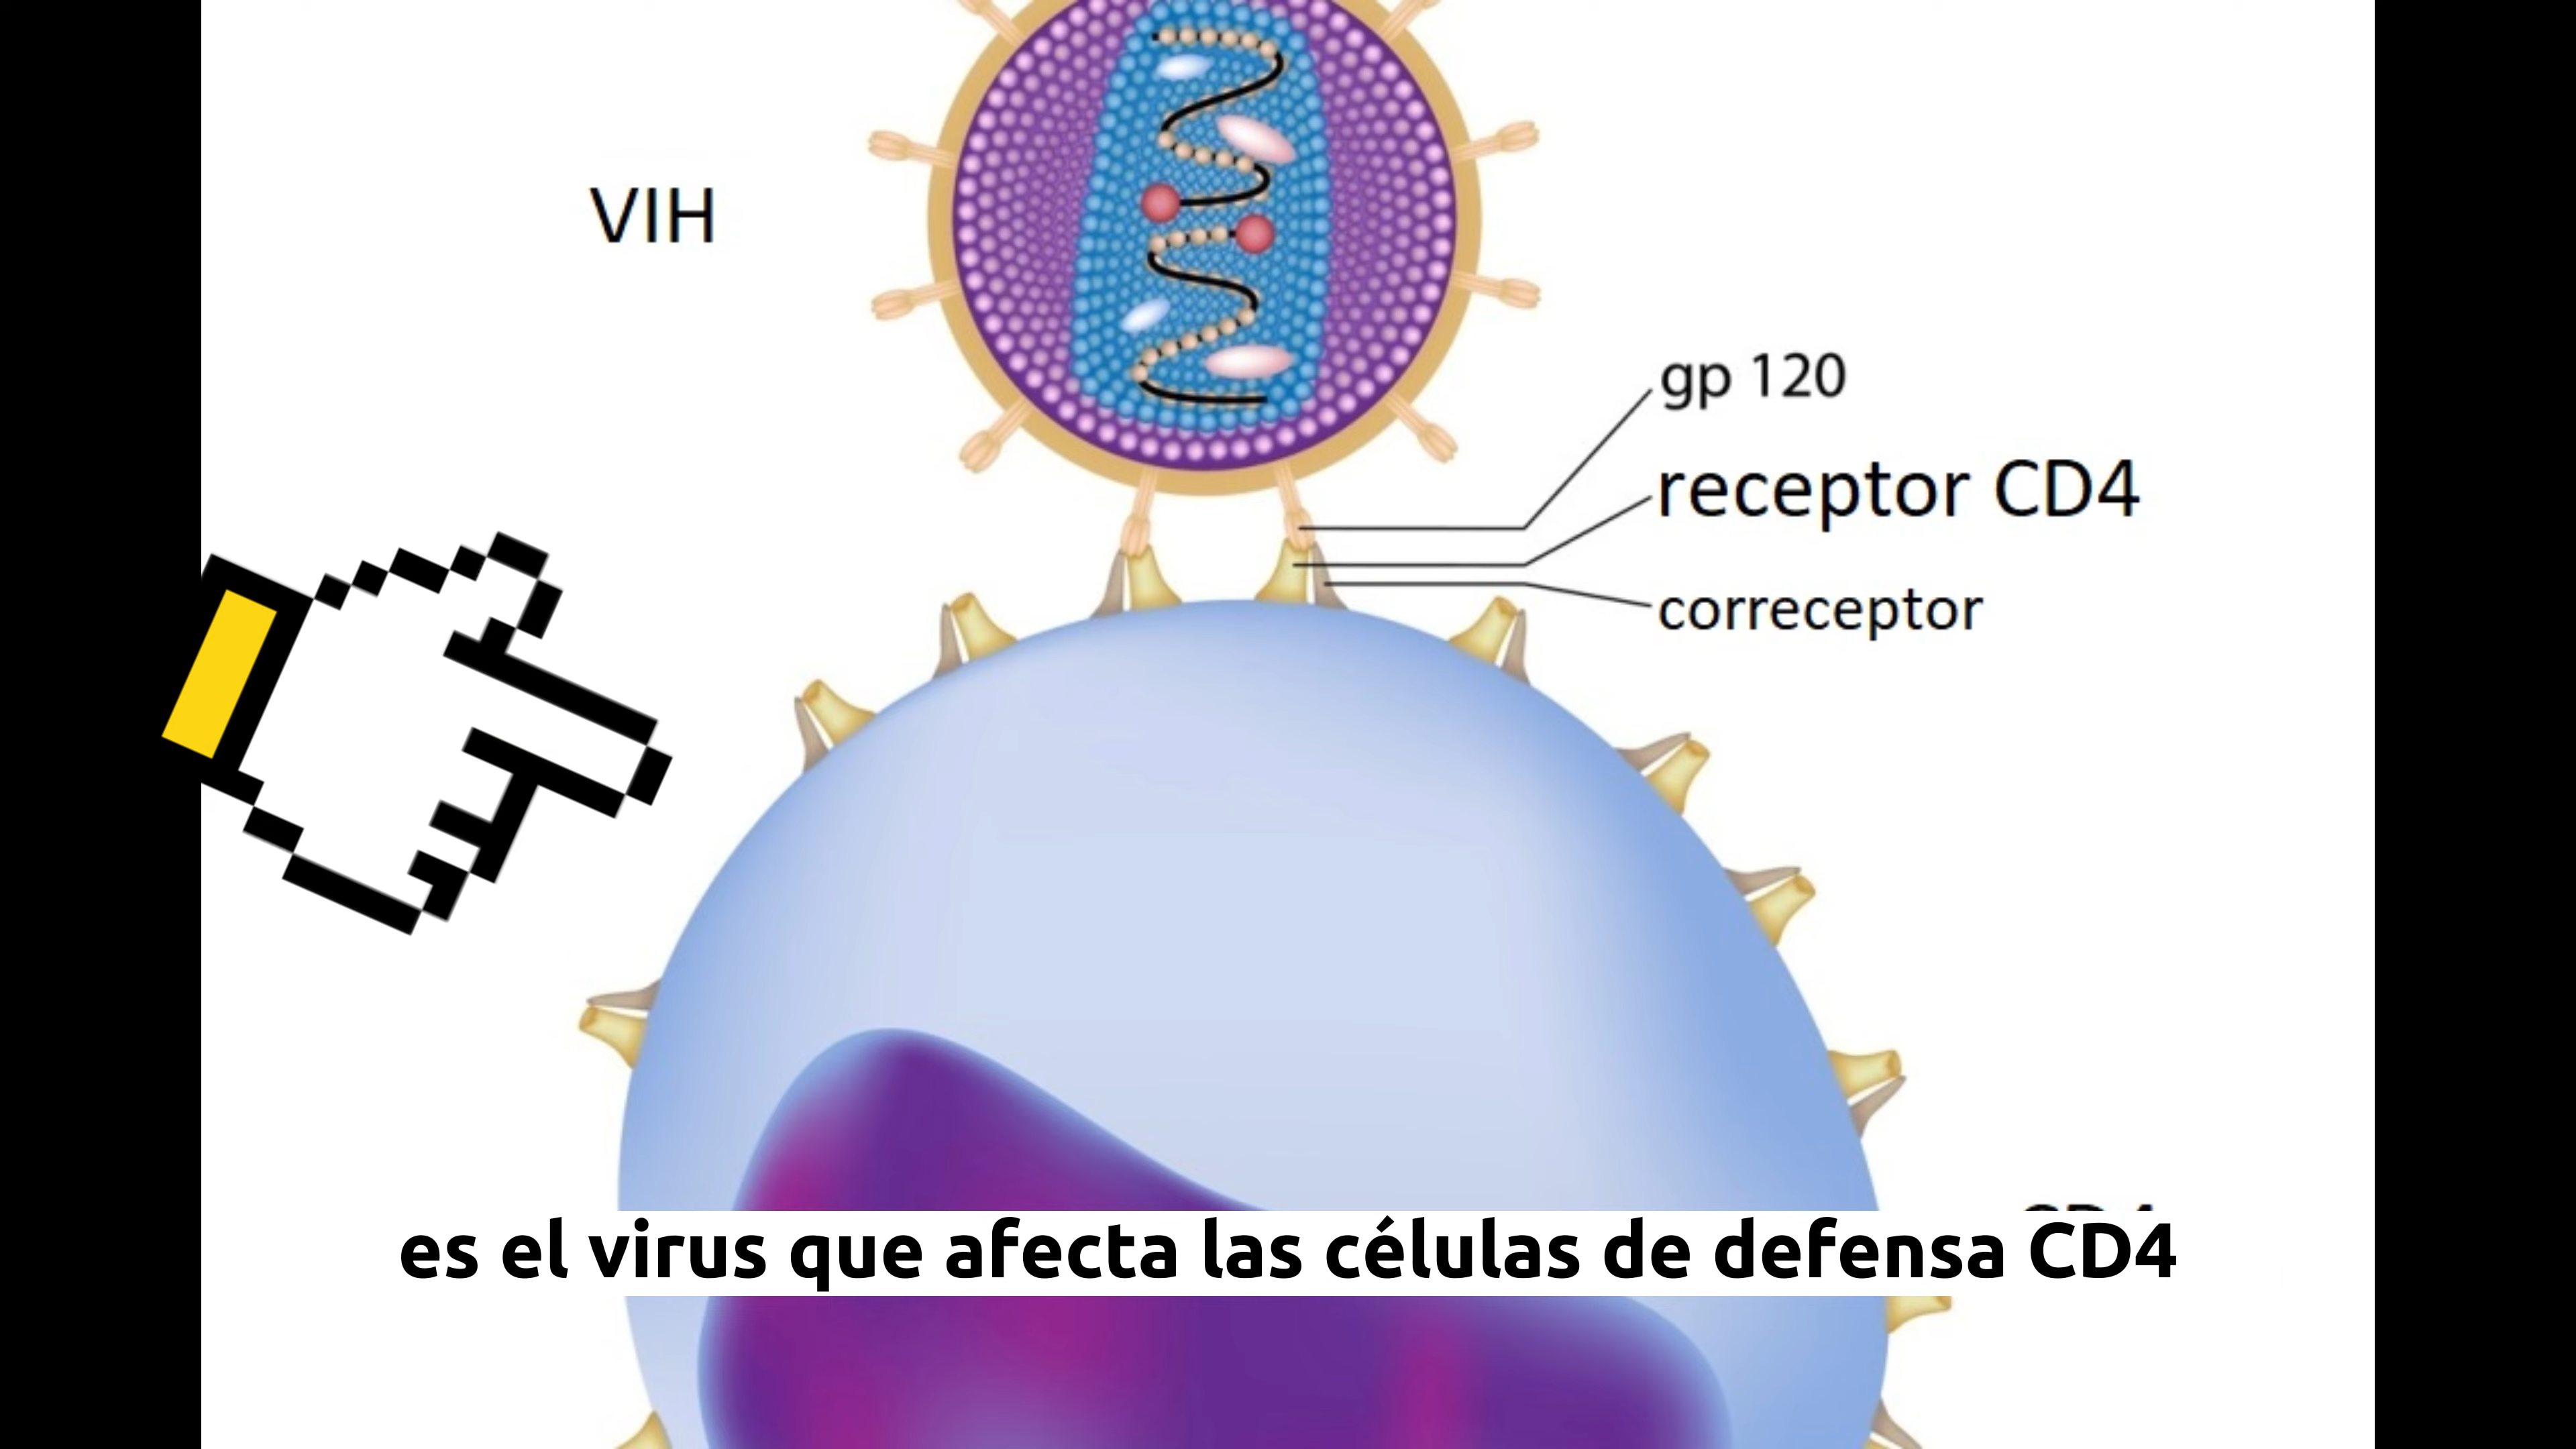 VIH
gp 120
receptor CD4
correceptor
es el virus que afecta las células de defensa CD4